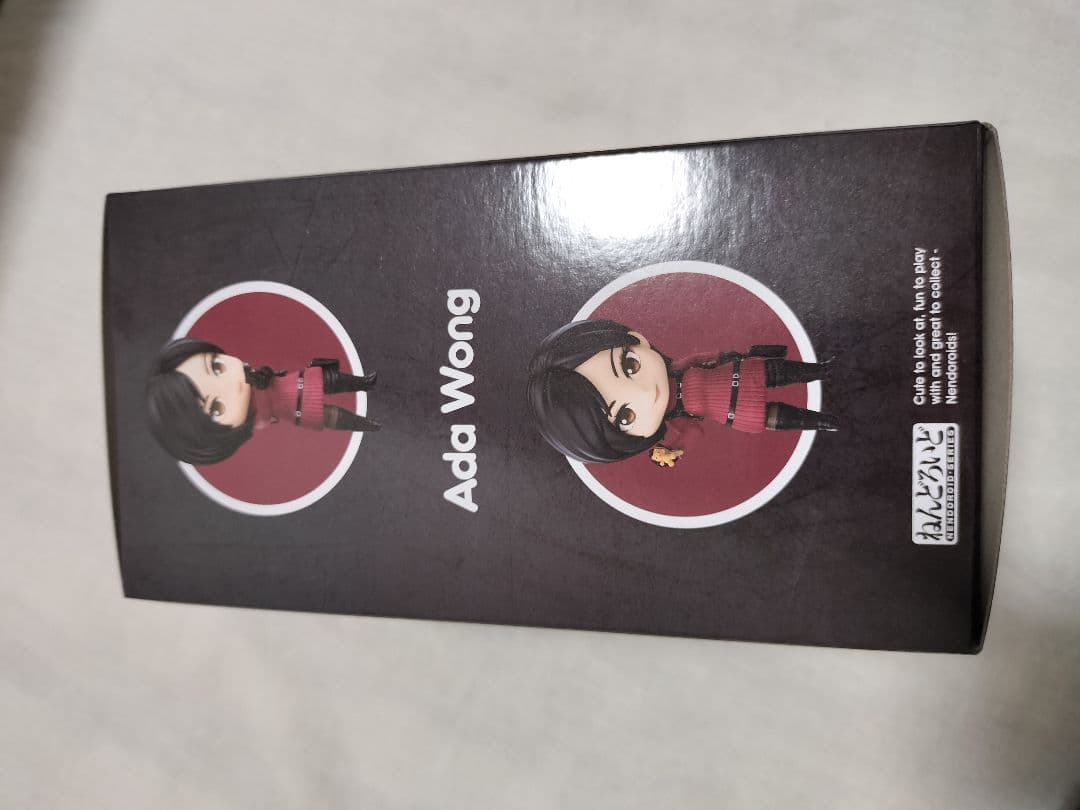 Ada Wong
ねんどろいど
NENDOROID•SERIES
Cute to look at, fun to play
with and great to collect -
Nendoroids!